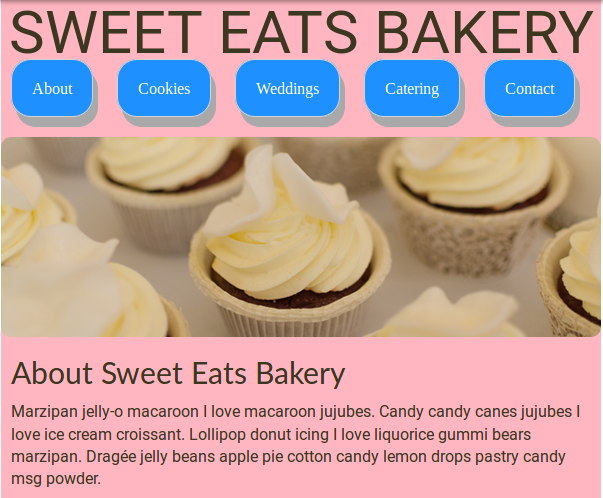 SWEET EATS BAKERY
About Cookies Weddings Catering Contact
About Sweet Eats Bakery
Marzipan jelly-o macaroon I love macaroon jujubes. Candy candy canes jujubes I
love ice cream croissant. Lollipop donut icing I love liquorice gummi bears
marzipan. Dragée jelly beans apple pie cotton candy lemon drops pastry candy
msg powder.